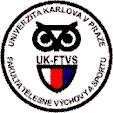 UNIVERZITA KARLOVA V PRAZE
UK-FTVS
FAKULTA TĚLESNÉ VÝCHOVY A SPORTU